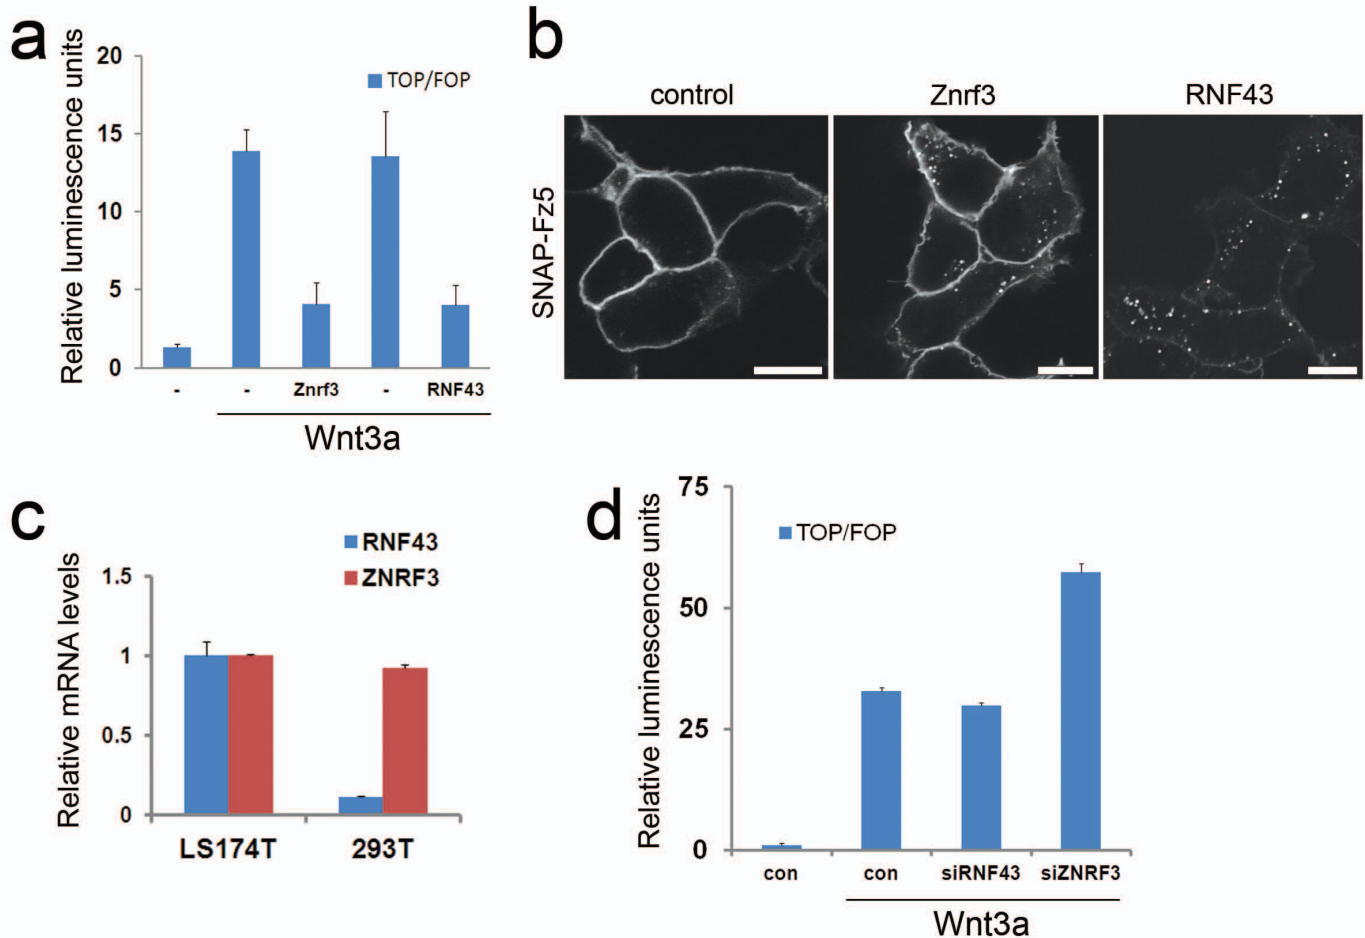 a
Relative luminescence units
20
15
10
5
0
TOP/FOP
- - Znrf3 - RNF43
Wnt3a
b
control Znrf3 RNF43
SNAP-Fz5
c
Relative mRNA levels
RNF43
ZNRF3
1.5
1
0.5
0
LS174T 293T
d
Relative luminescence units
75
50
25
0
TOP/FOP
con con siRNF43 siZNRF3
Wnt3a